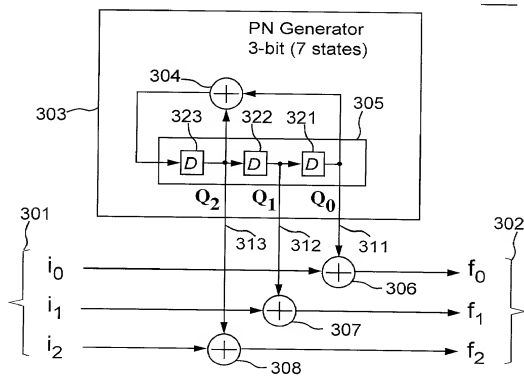 PN Generator
3-bit (7 states)
304
303
323
322
321
305
D
D
D
Q2
Q1
Q0
301
313
312
311
302
i0
306
f0
i1
307
f1
i2
308
f2